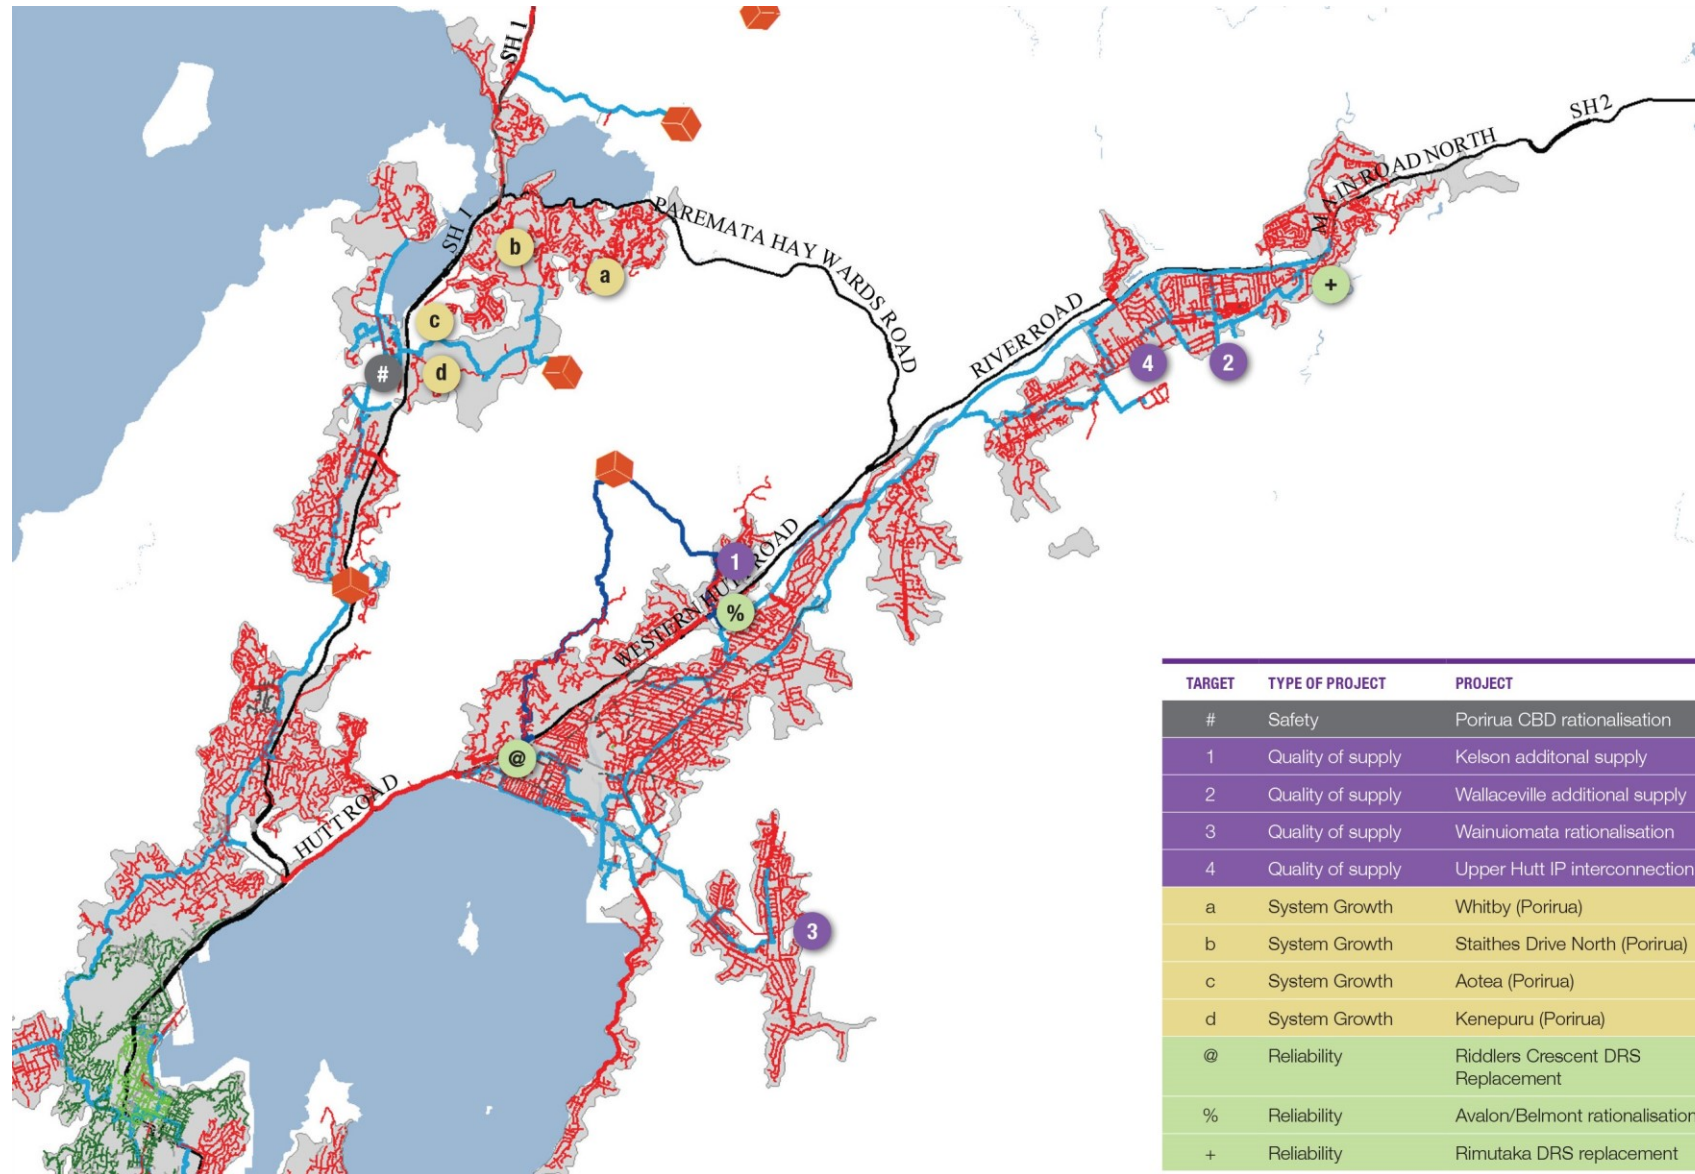 SH 1
SH 2
MAIN ROAD NORTH
PAREMATA HAY WARDS ROAD
SH 1
b
a
+
c
RIVER ROAD
#
d
4
2
1
WESTERN HUTT ROAD
%
@
HUTT ROAD
3
TARGET TYPE OF PROJECT PROJECT
# Safety Porirua CBD rationalisation
1 Quality of supply Kelson additonal supply
2 Quality of supply Wallaceville additional supply
3 Quality of supply Wainuiomata rationalisation
4 Quality of supply Upper Hutt IP interconnection
a System Growth Whitby (Porirua)
b System Growth Staithes Drive North (Porirua)
c System Growth Aotea (Porirua)
d System Growth Kenepuru (Porirua)
@ Reliability Riddlers Crescent DRS
Replacement
% Reliability Avalon/Belmont rationalisation
+ Reliability Rimutaka DRS replacement